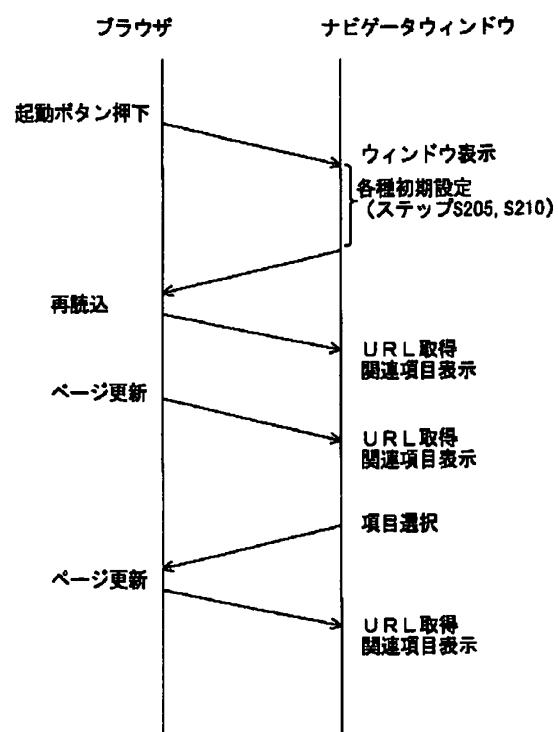 ブラウザ
ナビゲータウィンドウ
起動ボタン押下
ウィンドウ表示
各種初期設定
(ステップS205, S210)
再読込
URL取得
関連項目表示
ページ更新
URL取得
関連項目表示
項目選択
ページ更新
URL取得
関連項目表示